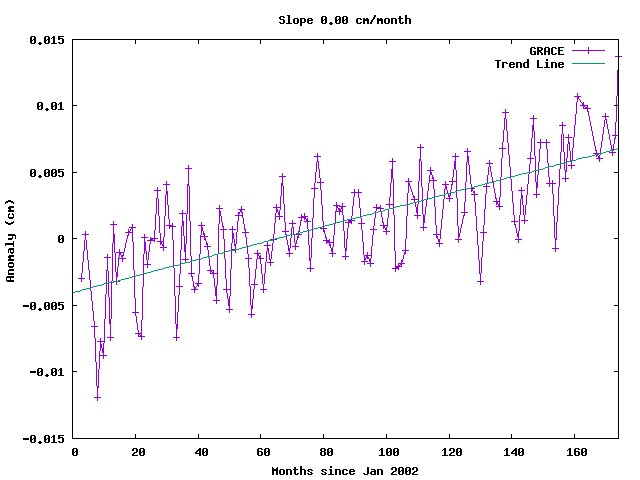 Slope 0.00 cm/month
0.015
GRACE
Trend Line
0.01
0.005
0
-0.005
-0.01
-0.015
Anomaly (cm)
0 20 40 60 80 100 120 140 160
Months since Jan 2002